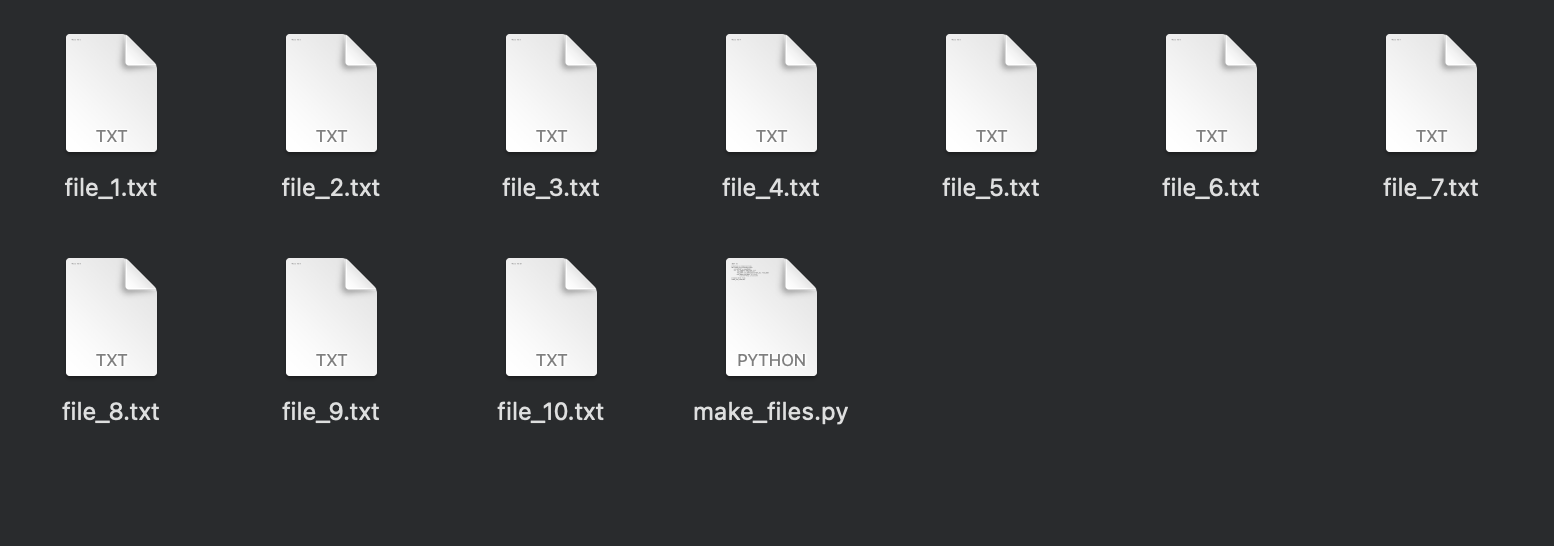 TXT TXT TXT TXT TXT TXT TXT
file_1.txt file_2.txt file_3.txt file_4.txt file_5.txt file_6.txt file_7.txt
TXT TXT TXT PYTHON
file_8.txt file_9.txt file_10.txt make_files.py